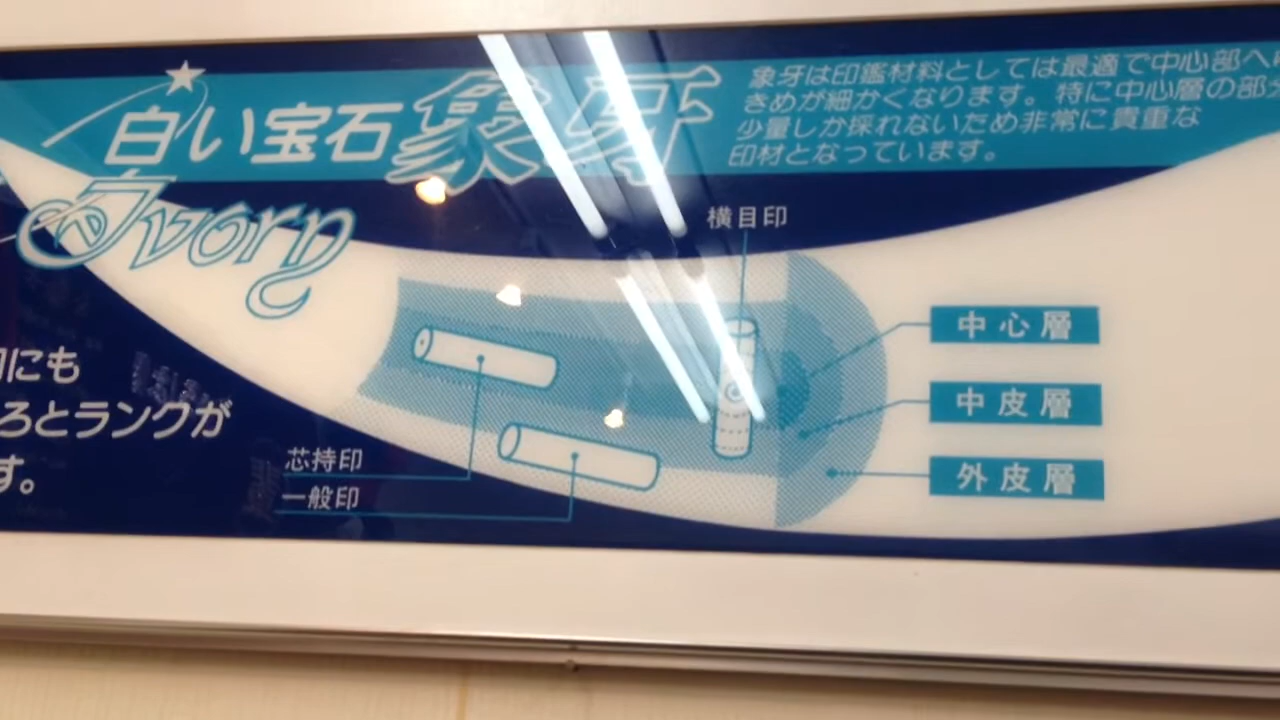 白い宝石象牙
Ivory
象牙は印鑑材料としては最適で中心部へ
きめが細かくなります。特に中心層の部
少量しか採れないため非常に貴重な
印材となっています。
横目印
中心層
中皮層
外皮層
芯持印
一般印
にも
ろとランクが
す。